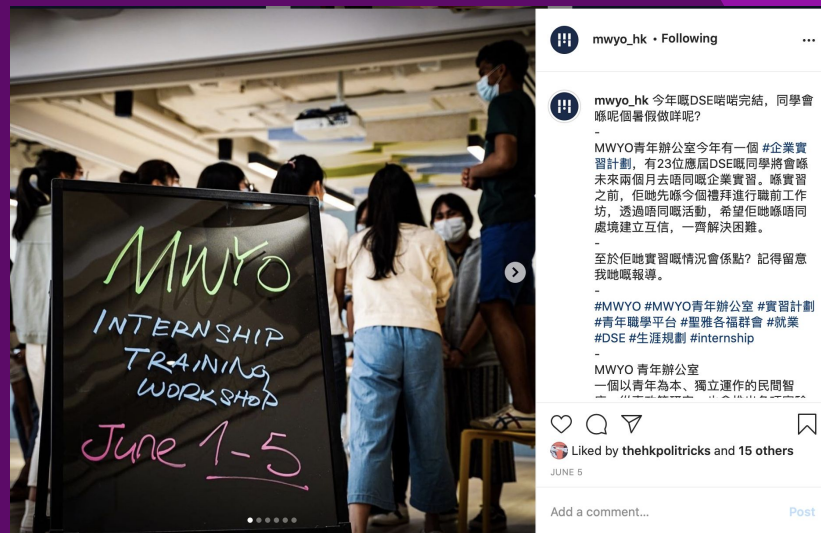 MWYO
INTERNSHIP
TRAINING
WORKSHOP
June 1-5
mwyo_hk • Following
mwyo_hk 今年嘅DSE啱啱完結，同學會
喺呢個暑假做咩呢?
-
MWYO青年辦公室今年有一個 #企業實
習計劃，有23位應屆DSE嘅同學將會喺
未來兩個月去唔同嘅企業實習。喺實習
之前，佢哋先喺今個禮拜進行職前工作
坊，透過唔同嘅活動，希望佢哋喺唔同
處境建立互信，一齊解決困難。
-
至於佢哋實習嘅情況會係點？記得留意
我哋嘅報導。
-
#MWYO #MWYO青年辦公室 #實習計劃
#青年職學平台 #聖雅各福群會 #就業
#DSE #生涯規劃 #internship
-
MWYO 青年辦公室
一個以青年為本、獨立運作的民間智
Liked by thehkpolitricks and 15 others
JUNE 5
Add a comment...
Post